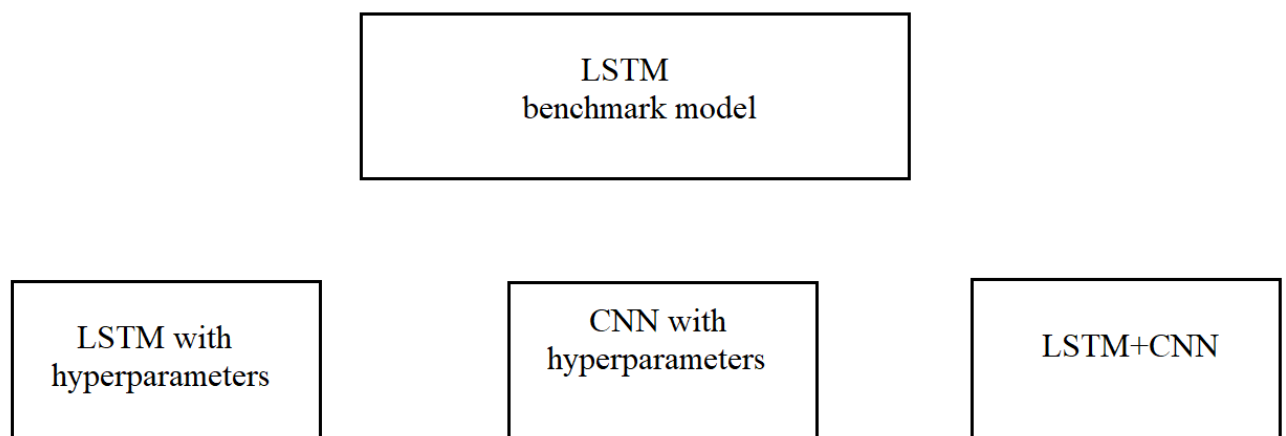 LSTM
benchmark model
LSTM with
hyperparameters
CNN with
hyperparameters
LSTM+CNN